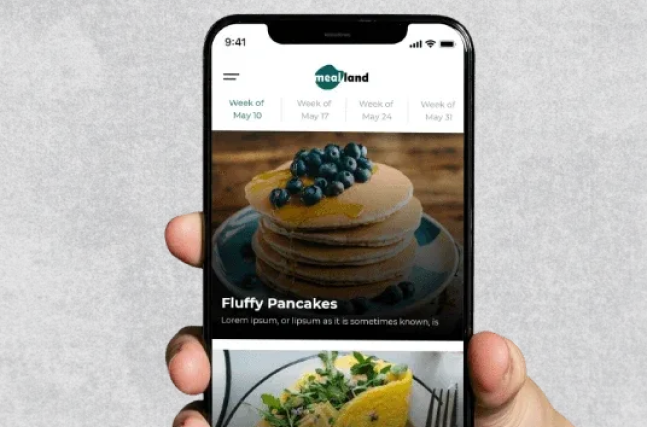 9:41
mealland
Week of
May 10
Week of
May 17
Week of
May 24
Week of
May 31
Fluffy Pancakes
Lorem ipsum, or lipsum as it is sometimes known, is